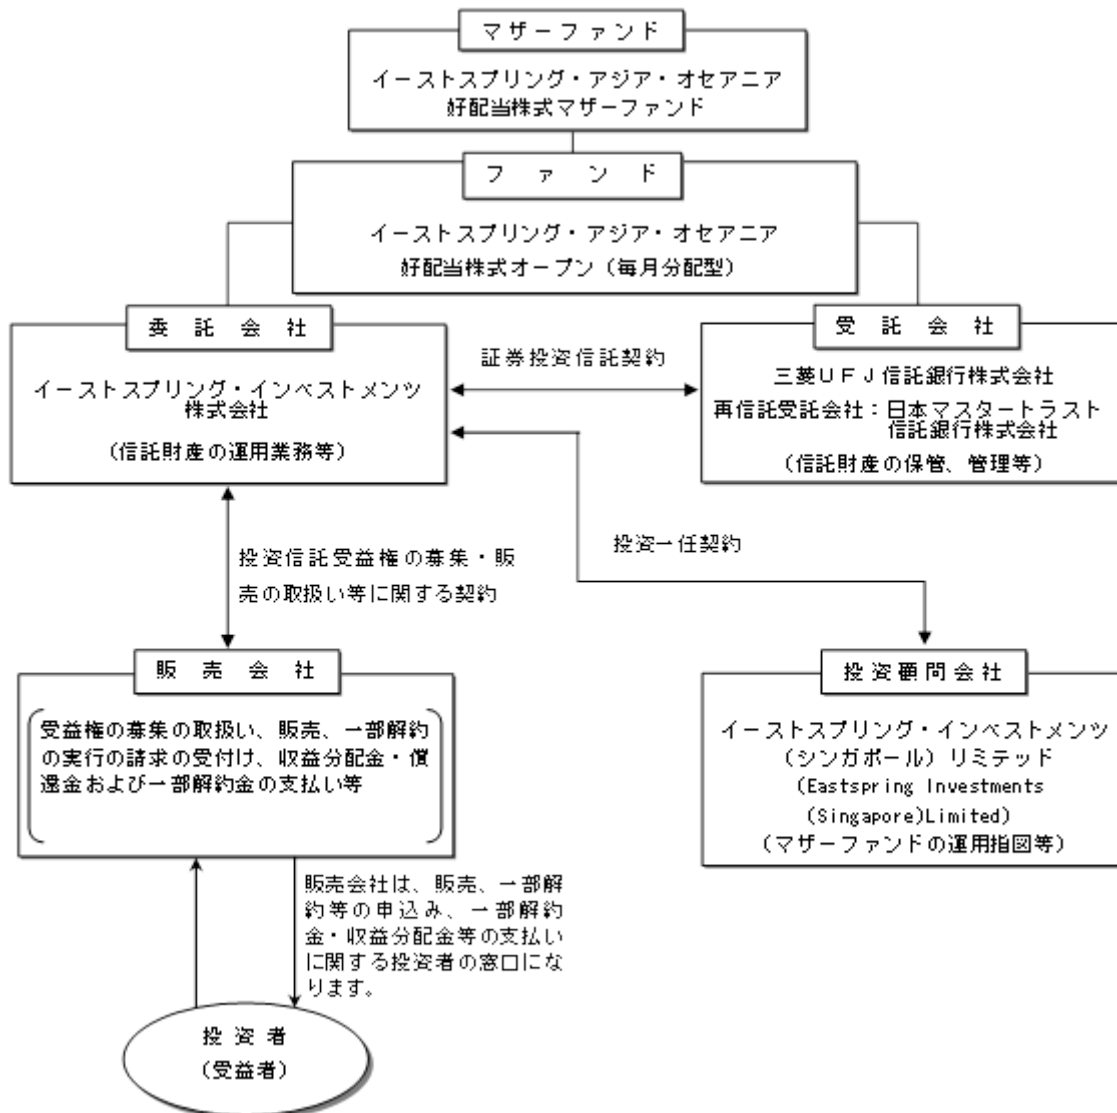 マザーファンド
イーストスプリング・アジア・オセアニア
好配当株式マザーファンド
ファンド
イーストスプリング・アジア・オセアニア
好配当株式オープン（毎月分配型）
委託会社
イーストスプリング・インベストメンツ
株式会社
（信託財産の運用業務等）
証券投資信託契約
受託会社
三菱ＵＦＪ信託銀行株式会社
再信託受託会社：日本マスタートラスト
信託銀行株式会社
（信託財産の保管、管理等）
投資信託受益権の募集・販
売の取扱い等に関する契約
投資一任契約
販売会社
受益権の募集の取扱い、販売、一部解約
の実行の請求の受付け、収益分配金・償
還金および一部解約金の支払い等
投資顧問会社
イーストスプリング・インベストメンツ
（シンガポール）リミテッド
(Eastspring Investments
(Singapore)Limited)
（マザーファンドの運用指図等）
販売会社は、販売、一部解
約等の申込み、一部解約
金・収益分配金等の支払い
に関する投資者の窓口にな
ります。
投資者
（受益者）